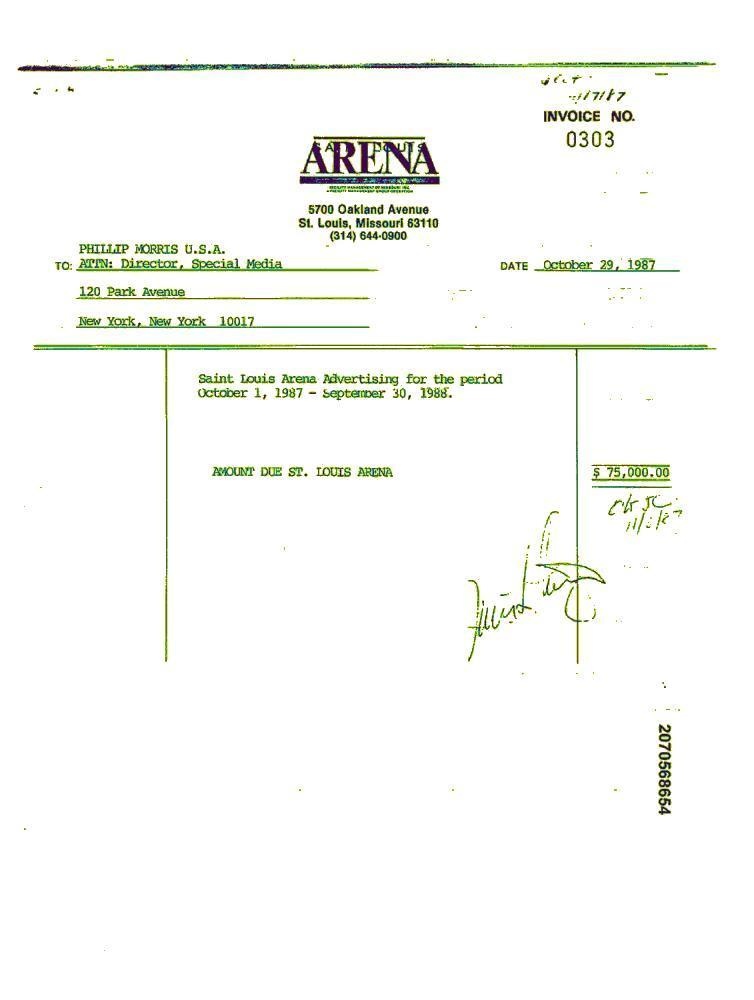 INVOICE NO.
0303
SAINT LOUIS
ARENA
5700 Oakland Avenue
St. Louis, Missouri 63110
(314) 644-0900
PHILLIP MORRIS U.S.A.
TO: ATTN: Director, Special Media
DATE October 29, 1987
120 Park Avenue
New York, New York 10017
Saint Louis Arena Advertising for the period
October 1, 1987 - September 30, 1988.
AMOUNT DUE ST. LOUIS ARENA
$ 75,000.00
2070568654